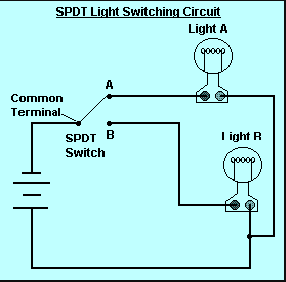 SPDT Light Switching Circuit
Light A
A
Common
Terminal
B
SPDT
Switch
Light R